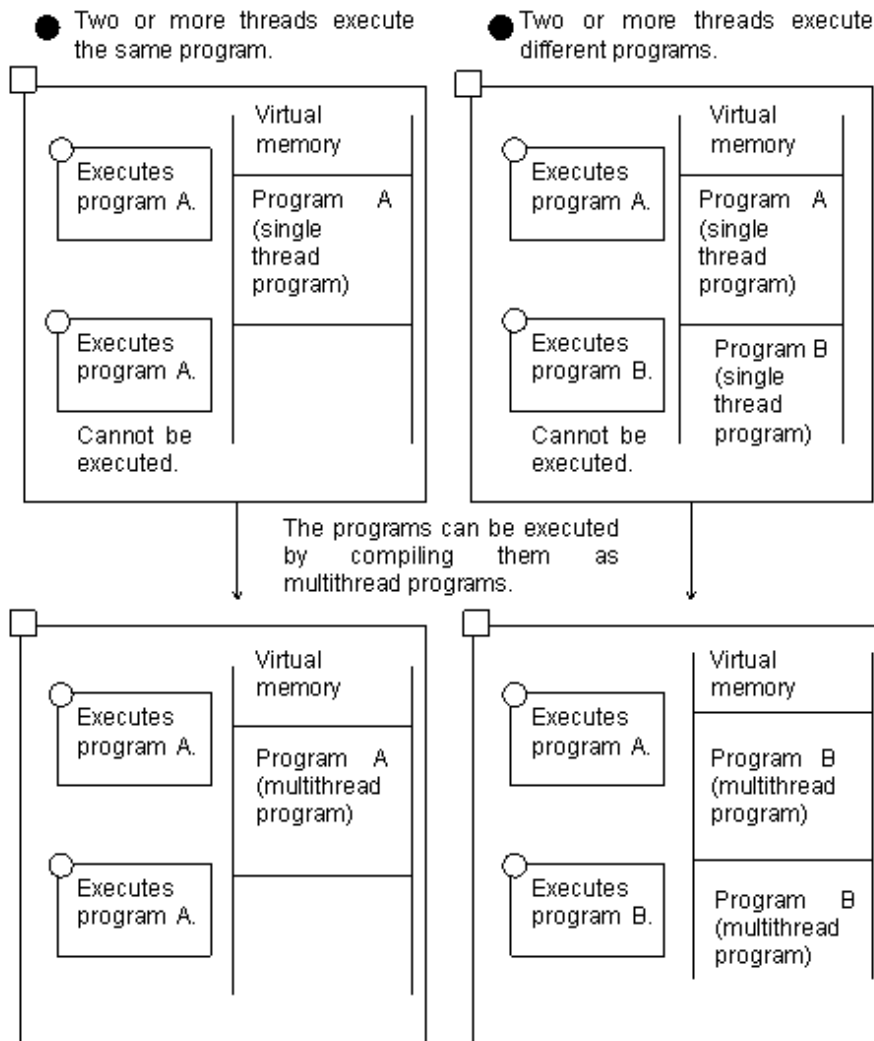 Two or more threads execute
the same program.
Two or more threads execute
different programs.
Virtual
memory
Executes
program A.
Program A
(single
thread
program)
Executes
program A.
Cannot be
executed.
Virtual
memory
Executes
program A.
Program A
(single
thread
program)
Executes
program B.
Program B
(single
thread
program)
Cannot be
executed.
The programs can be executed
by compiling them as
multithread programs.
Virtual
memory
Executes
program A.
Program A
(multithread
program)
Executes
program A.
Virtual
memory
Executes
program A.
Program B
(multithread
program)
Executes
program B.
Program B
(multithread
program)